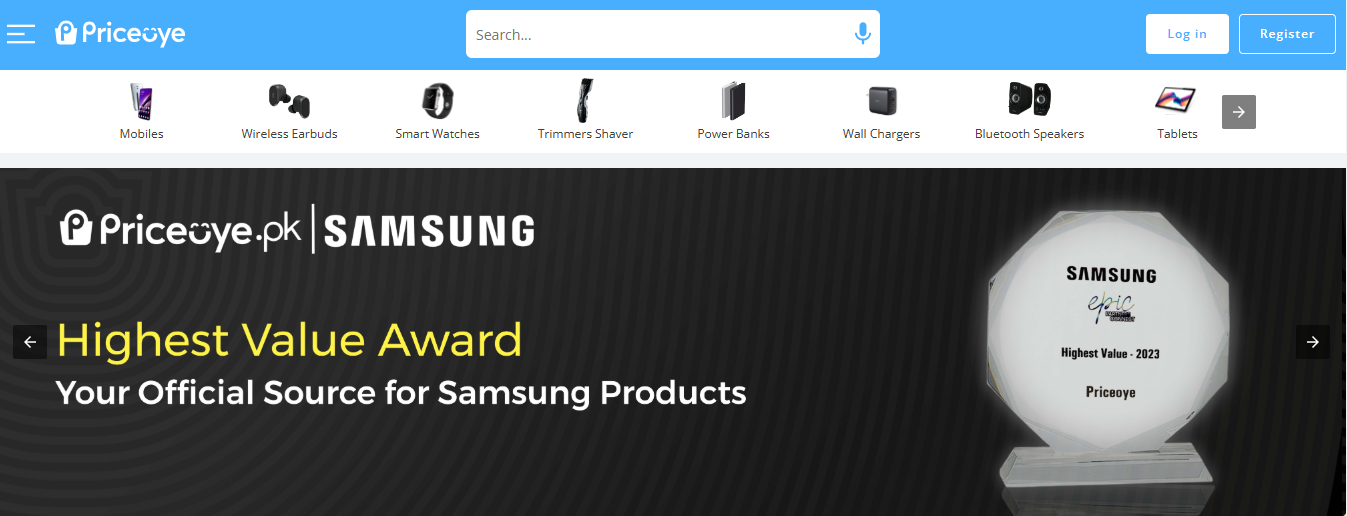 Priceoye
Search...
Log in
Register
Mobiles
Wireless Earbuds
Smart Watches
Trimmers Shaver
Power Banks
Wall Chargers
Bluetooth Speakers
Tablets
Priceoye.pk | SAMSUNG
Highest Value Award
Your Official Source for Samsung Products
SAMSUNG
epic
Highest Value - 2023
Priceoye